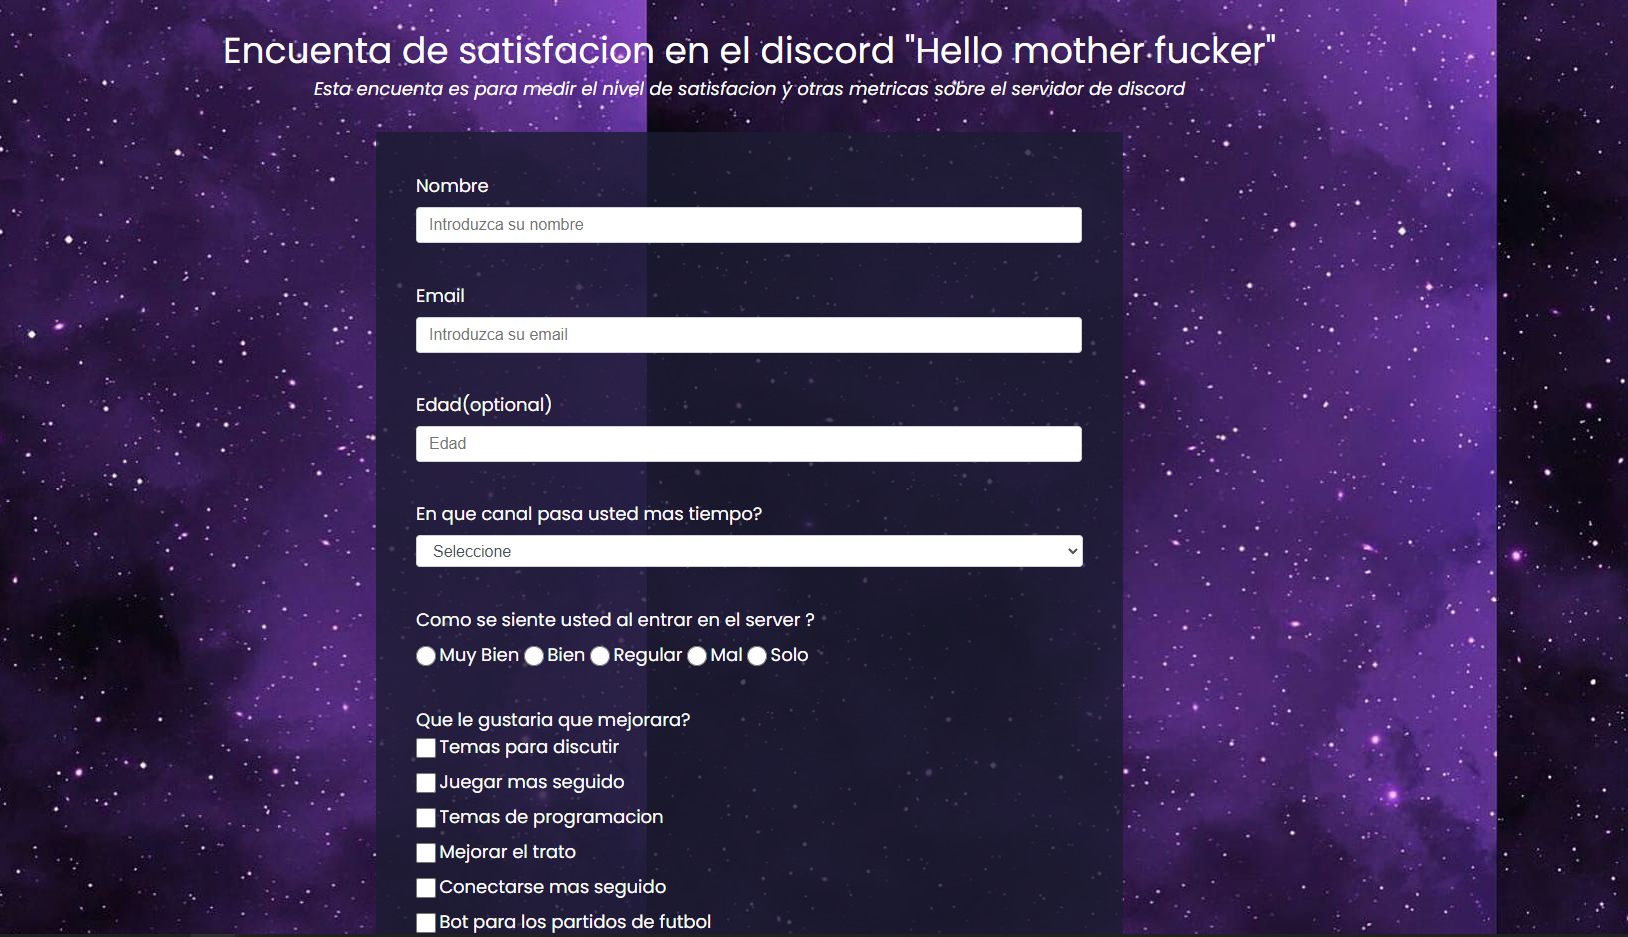 Encuenta de satisfacion en el discord "Hello mother fucker"
Esta encuenta es para medir el nivel de satisfacion y otras metricas sobre el servidor de discord
Nombre
Introduzca su nombre
Email
Introduzca su email
Edad(optional)
Edad
En que canal pasa usted mas tiempo?
Seleccione
Como se siente usted al entrar en el server ?
Muy Bien Bien Regular Mal Solo
Que le gustaria que mejorara?
Temas para discutir
Juegar mas seguido
Temas de programacion
Mejorar el trato
Conectarse mas seguido
Bot para los partidos de futbol